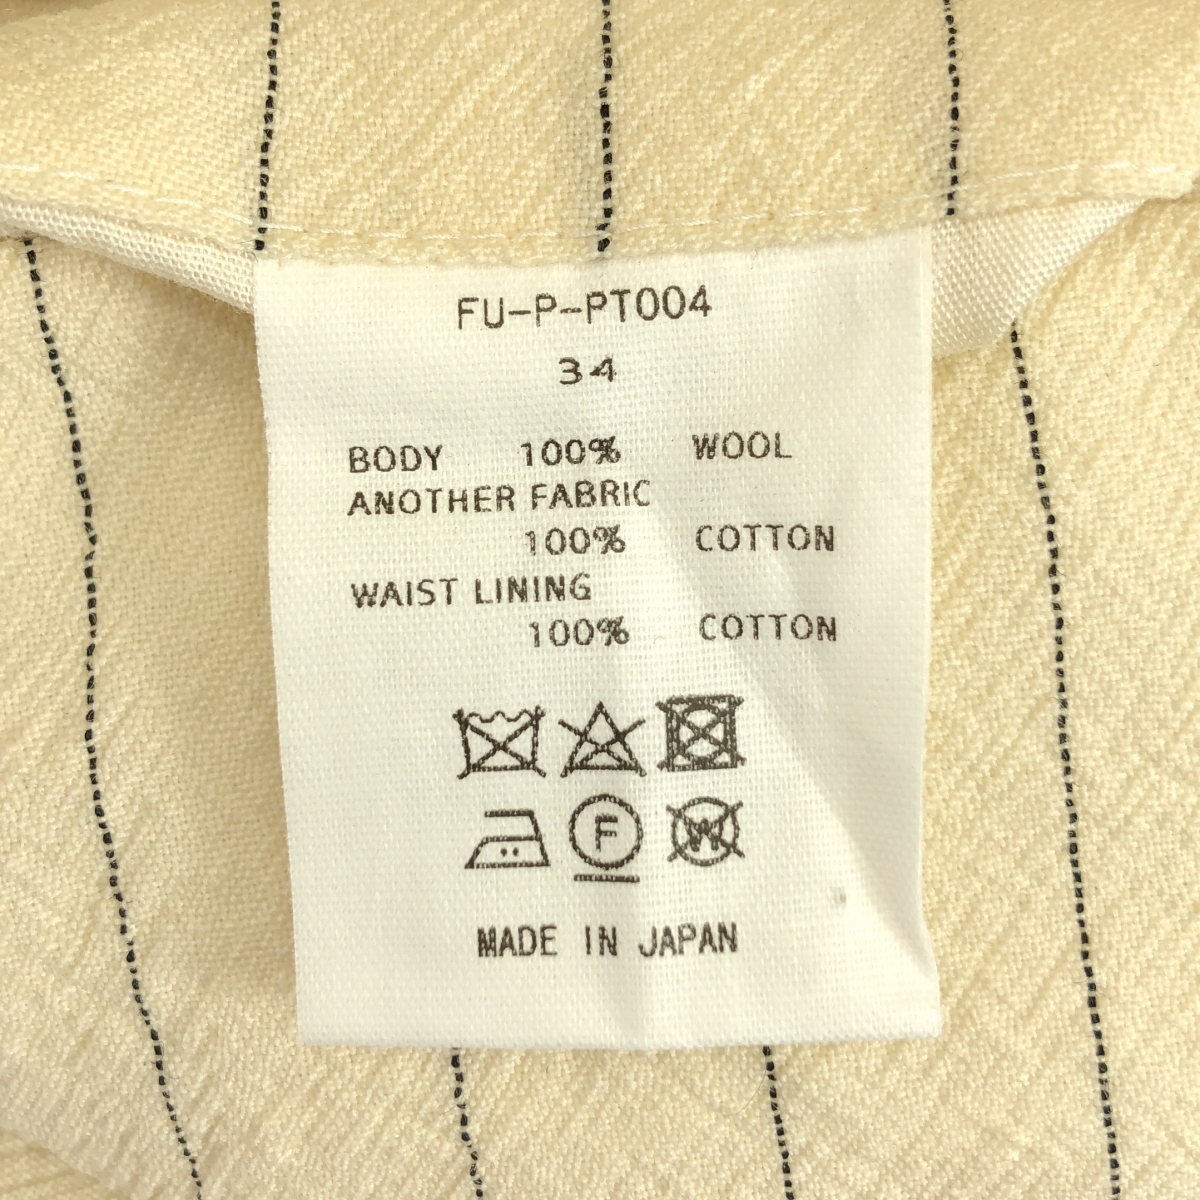 FU-P-PT004
34
BODY 100% WOOL
ANOTHER FABRIC
100% COTTON
WAIST LINING
100% COTTON
F W
MADE IN JAPAN